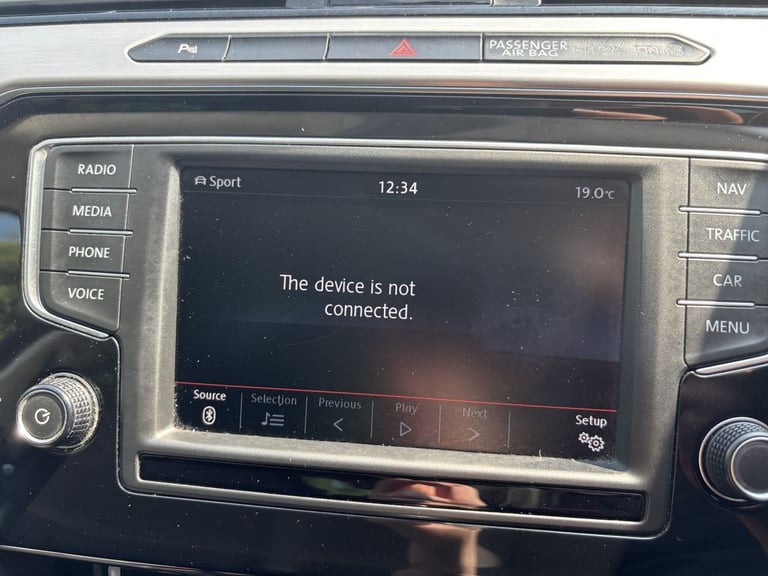 P
PASSENGER
AIR BAG
RADIO
MEDIA
PHONE
VOICE
Sport
12:34
19.0°C
The device is not
connected.
Source
Selection
Previous
Play
Next
Setup
NAV
TRAFFIC
CAR
MENU